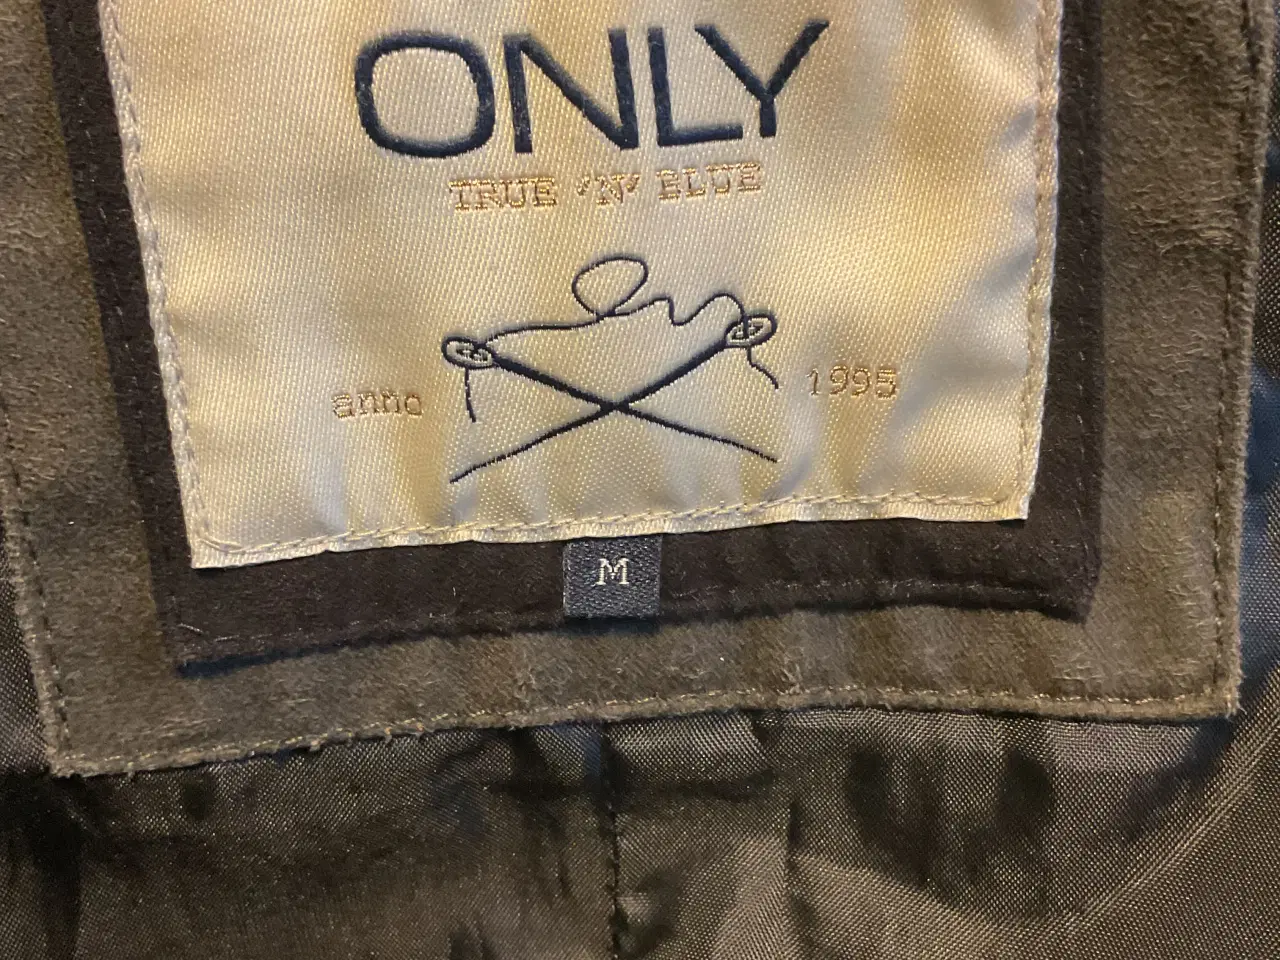 ONLY
TRUE 'N' BLUE
anno 1995
M